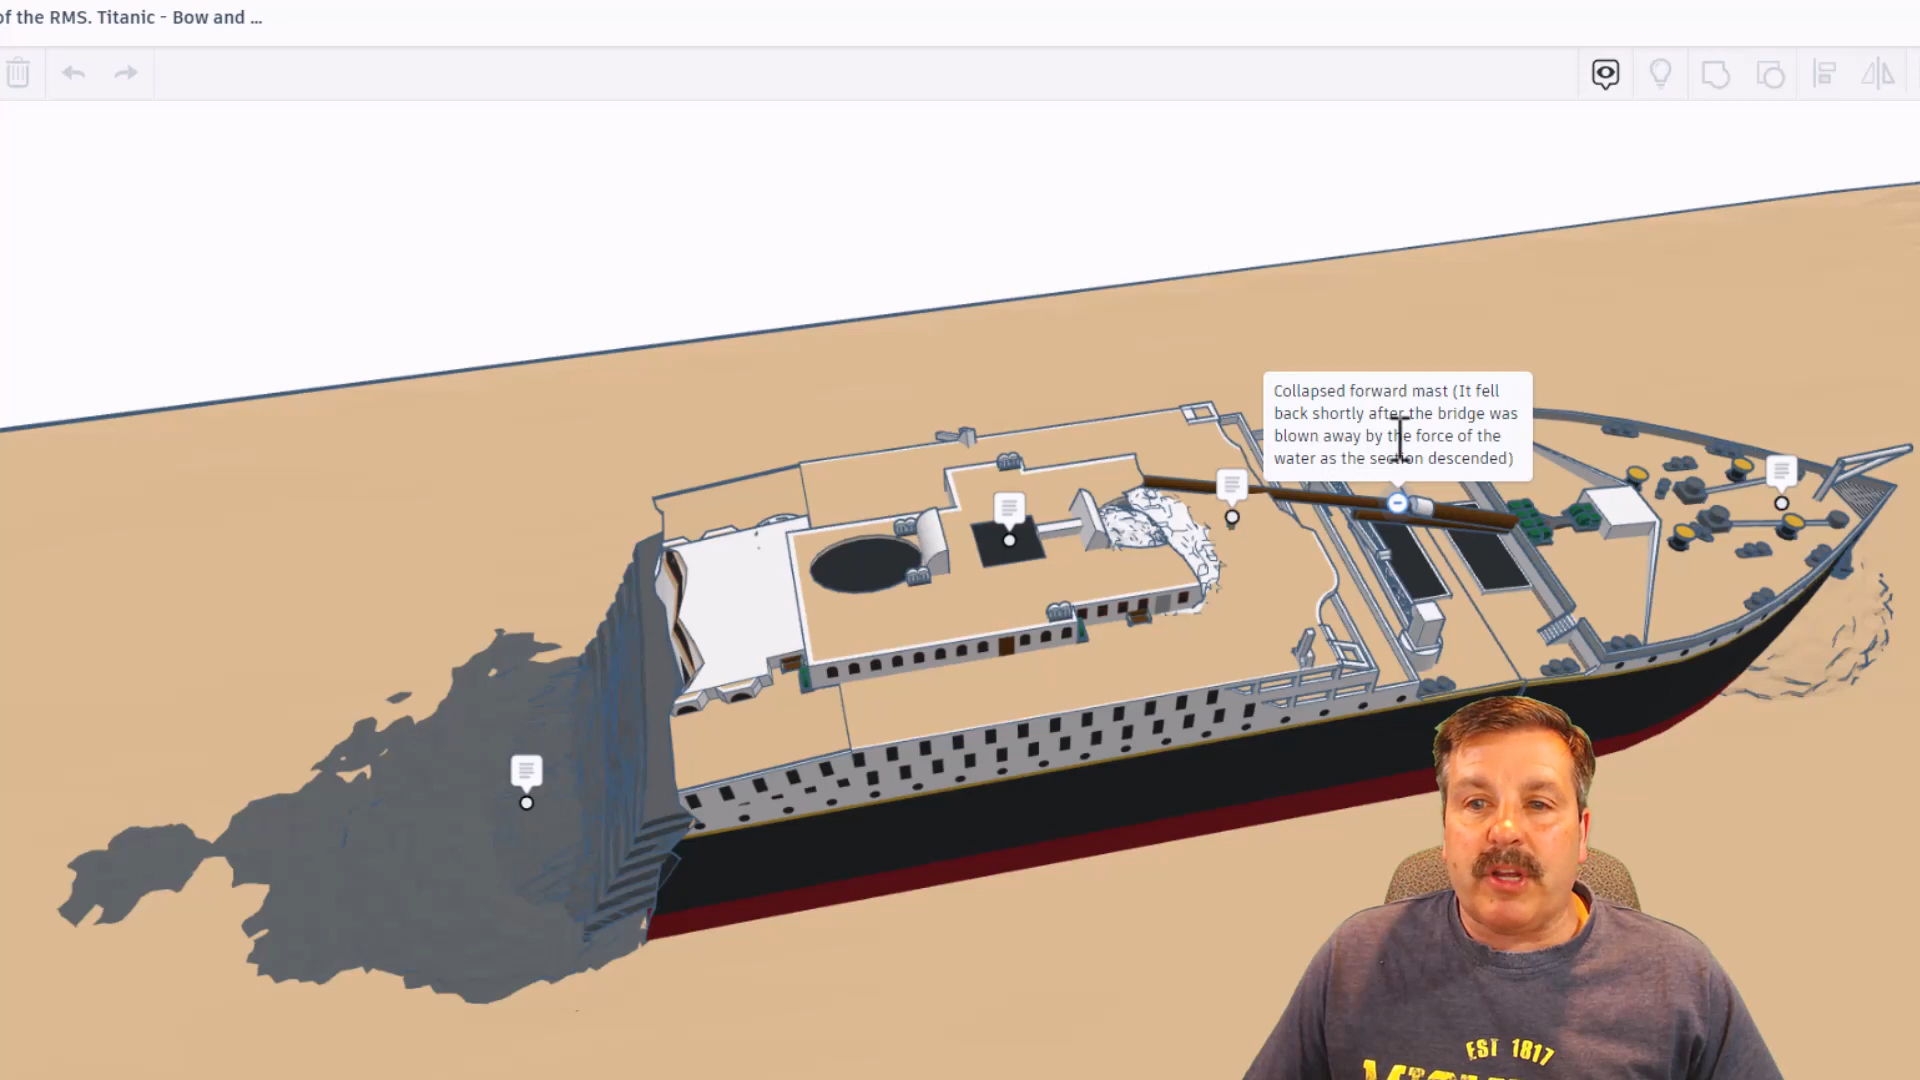 of the RMS. Titanic - Bow and ...
Collapsed forward mast (It fell
back shortly after the bridge was
blown away by the force of the
water as the section descended)
EST 1817